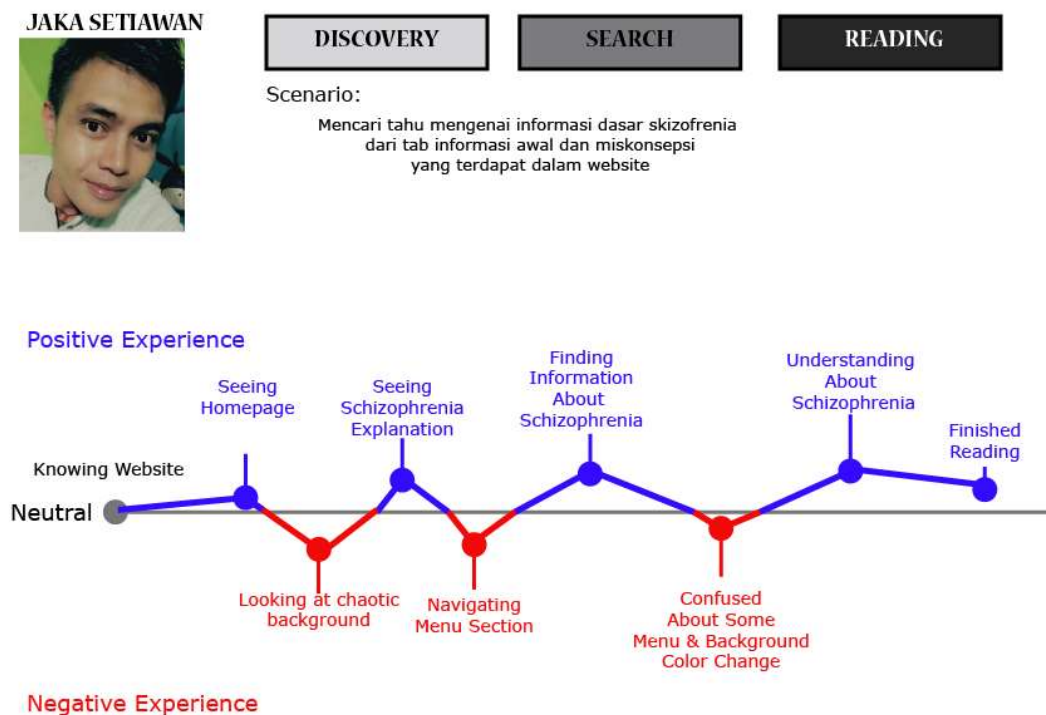 JAKA SETIAWAN
DISCOVERY
SEARCH
READING
Scenario:
Mencari tahu mengenai informasi dasar skizofrenia
dari tab informasi awal dan miskonsepsi
yang terdapat dalam website
Positive Experience
Seeing
Homepage
Seeing
Schizophrenia
Explanation
Finding
Information
About
Schizophrenia
Understanding
About
Schizophrenia
Finished
Reading
Knowing Website
Neutral
Looking at chaotic
background
Navigating
Menu Section
Confused
About Some
Menu & Background
Color Change
Negative Experience